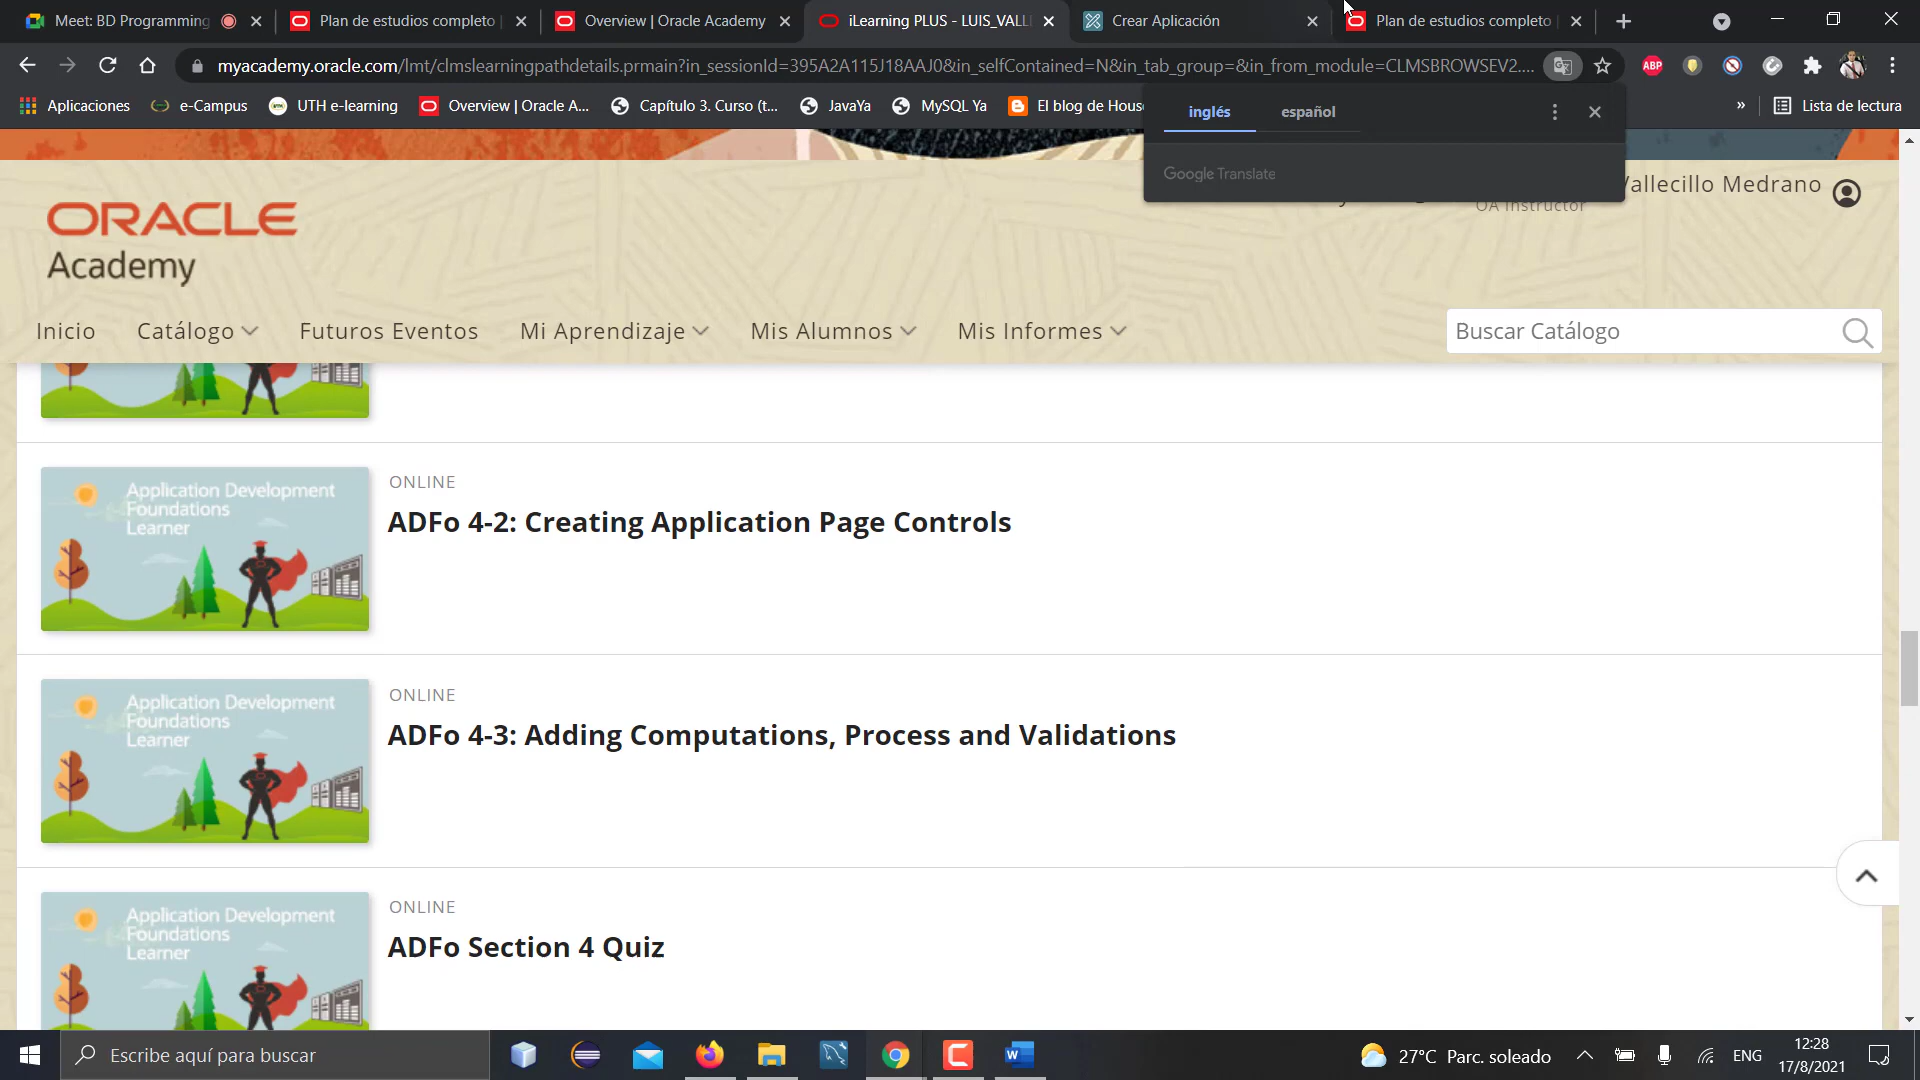 Meet: BD Programming
Plan de estudios completo
Overview | Oracle Academy
iLearning PLUS - LUIS_VALL
Crear Aplicación
Plan de estudios completo
myacademy.oracle.com/lmt/clmslearningpathdetails.prmain?in_sessionId=395A2A115J18AAJ0&in_selfContained=N&in_tab_group=&in_from_module=CLMSBROWSEV2....
ABP
Aplicaciones
e-Campus
UTH e-learning
Overview | Oracle A...
Capítulo 3. Curso (t...
JavaYa
MySQL Ya
El blog de Hous
»
Lista de lectura
inglés
español
Google Translate
Vallecillo Medrano
OA Instructor
ORACLE
Academy
Inicio
Catálogo
Futuros Eventos
Mi Aprendizaje
Mis Alumnos
Mis Informes
Buscar Catálogo
Application Development
Foundations
Learner
ONLINE
ADFo 4-2: Creating Application Page Controls
Application Development
Foundations
Learner
ONLINE
ADFo 4-3: Adding Computations, Process and Validations
Application Development
Foundations
Learner
ONLINE
ADFo Section 4 Quiz
Escribe aquí para buscar
27°C Parc. soleado
ENG
12:28
17/8/2021